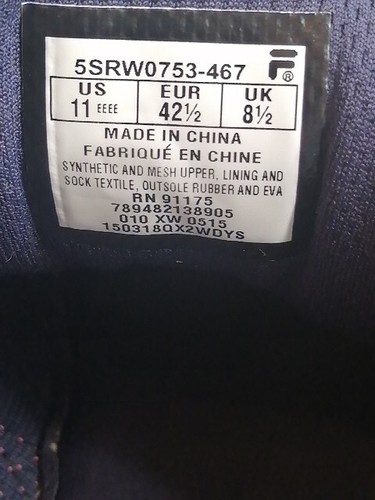 5SRW0753-467
US EUR UK
11 EEEE 42½ 8½
MADE IN CHINA
FABRIQUÉ EN CHINE
SYNTHETIC AND MESH UPPER, LINING AND
SOCK TEXTILE, OUTSOLE RUBBER AND EVA
RN 91175
789482138905
010 XW 0515
150318QX2WDYS